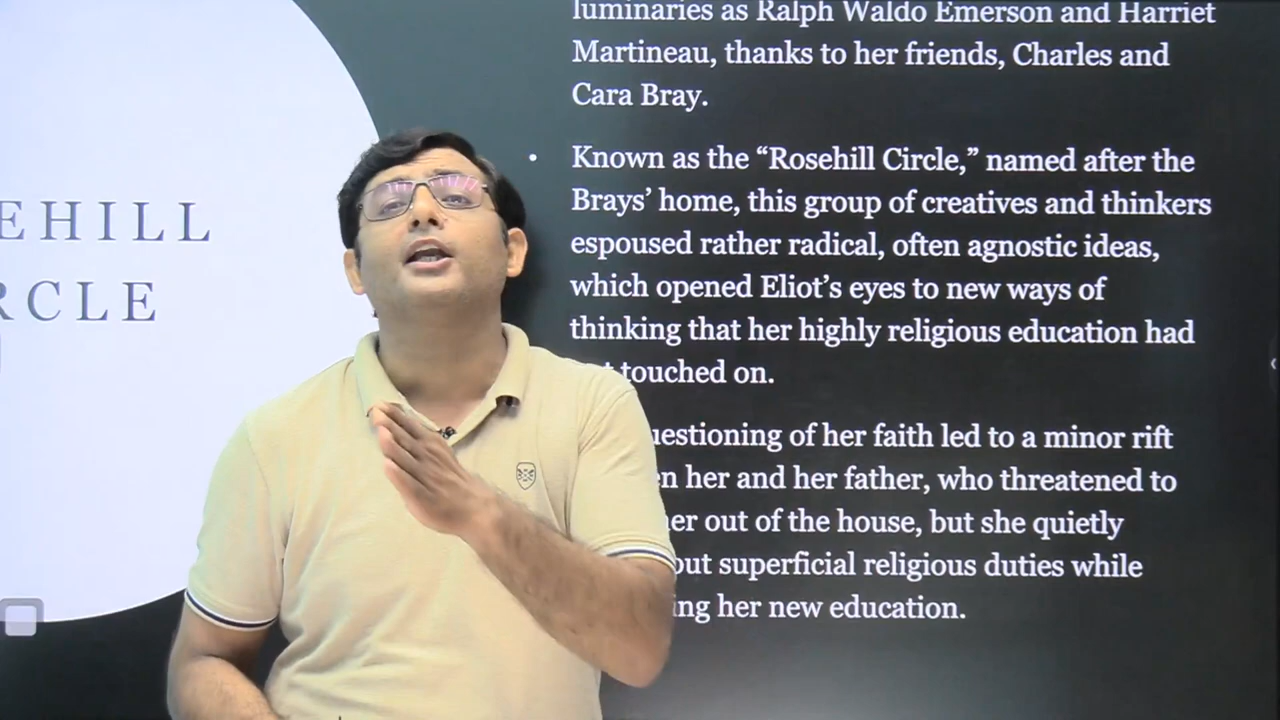 EHILL
RCLE
luminaries as Ralph Waldo Emerson and Harriet
Martineau, thanks to her friends, Charles and
Cara Bray.
• Known as the “Rosehill Circle,” named after the
Brays’ home, this group of creatives and thinkers
espoused rather radical, often agnostic ideas,
which opened Eliot’s eyes to new ways of
thinking that her highly religious education had
touched on.
uestioning of her faith led to a minor rift
en her and her father, who threatened to
her out of the house, but she quietly
out superficial religious duties while
ing her new education.